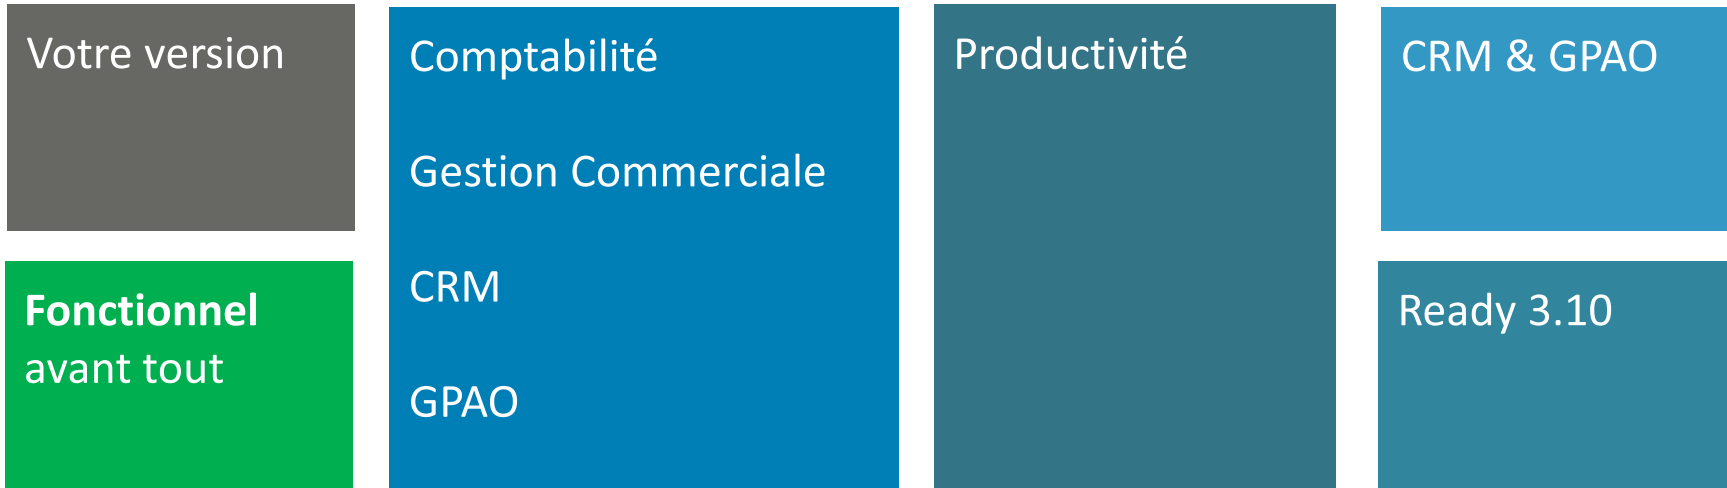 Votre version
Fonctionnel
avant tout
Comptabilité
Gestion Commerciale
CRM
GPAO
Productivité
CRM & GPAO
Ready 3.10